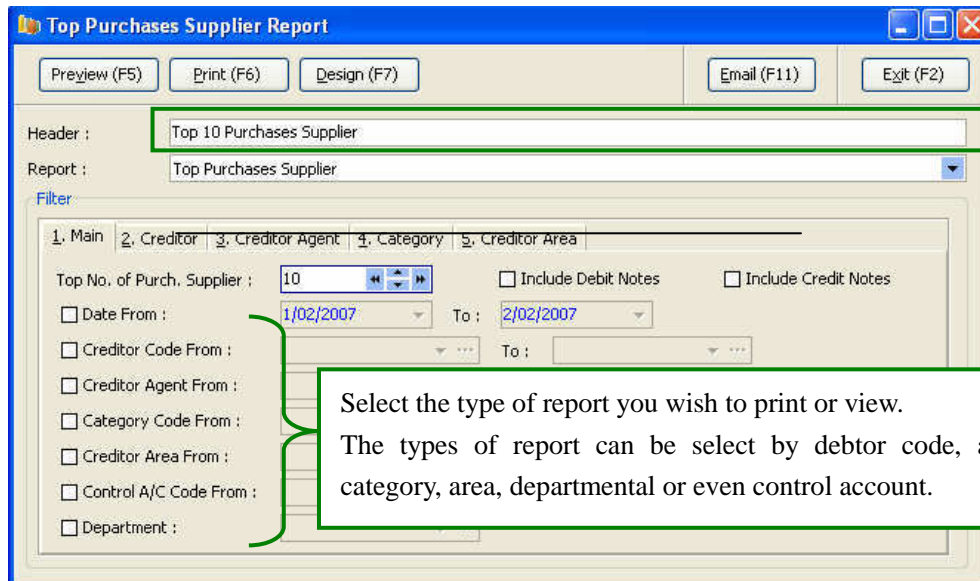 Top Purchases Supplier Report
Preview (F5) Print (F6) Design (F7) Email (F11) Exit (F2)
Header : Top 10 Purchases Supplier
Report : Top Purchases Supplier
Filter
1. Main 2. Creditor 3. Creditor Agent 4. Category 5. Creditor Area
Top No. of Purch. Supplier : 10 Include Debit Notes Include Credit Notes
Date From : 1/02/2007 To : 2/02/2007
Creditor Code From : To :
Creditor Agent From :
Category Code From :
Creditor Area From :
Control A/C Code From :
Department :
Select the type of report you wish to print or view.
The types of report can be select by debtor code,
category, area, departmental or even control account.